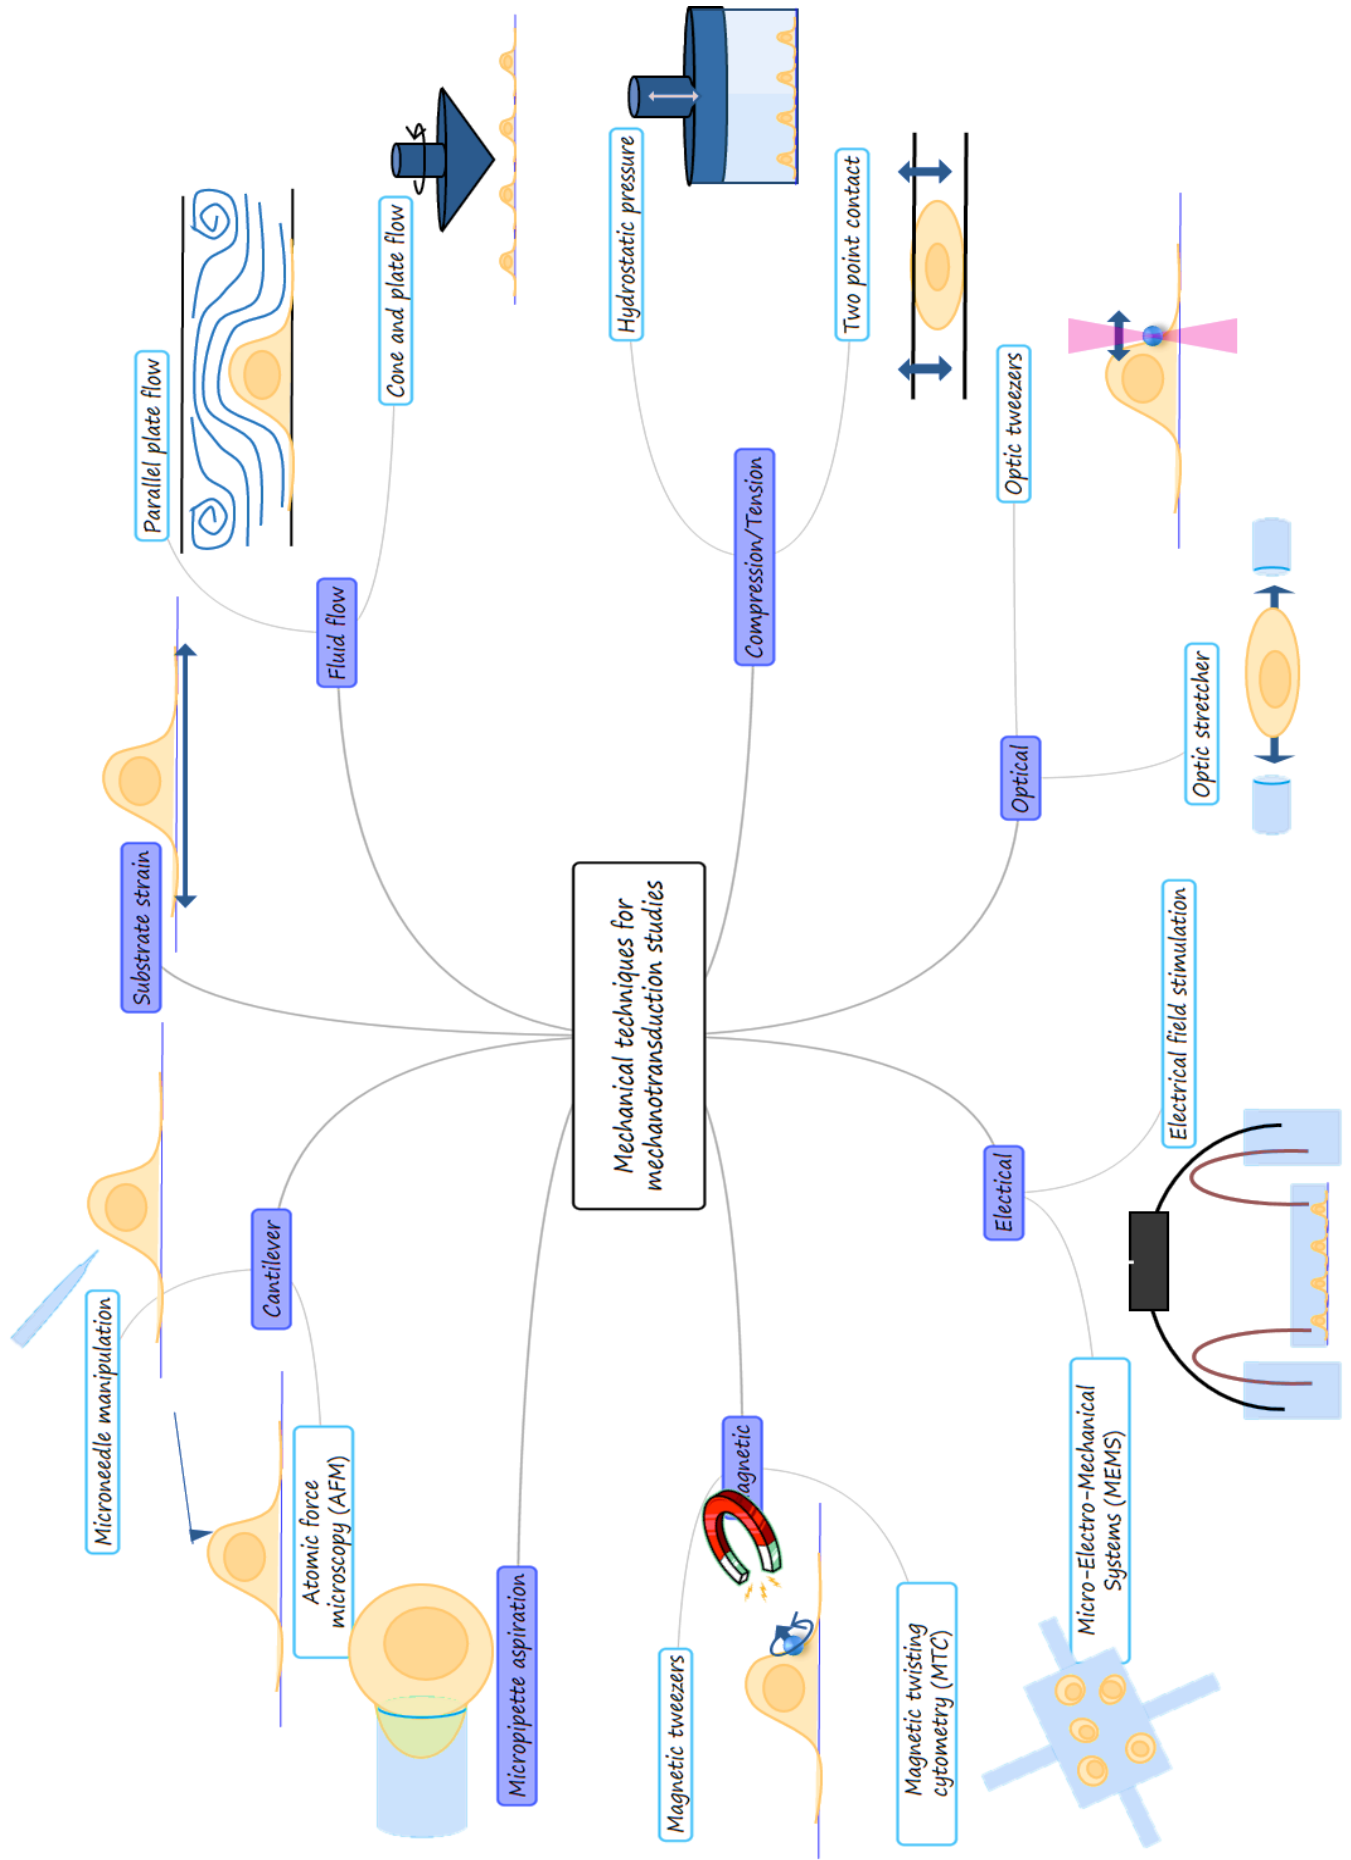 Mechanical techniques for
mechanotransduction studies
Microneedle manipulation
Cantilever
Atomic force
microscopy (AFM)
Substrate strain
Parallel plate flow
Fluid flow
Cone and plate flow
Micropipette aspiration
Hydrostatic pressure
Compression/Tension
Two point contact
Magnetic tweezers
agnetic
Magnetic twisting
cytometry (MTC)
Optic tweezers
Optical
Optic stretcher
Electical
Electrical field stimulation
Micro-Electro-Mechanical
Systems (MEMS)